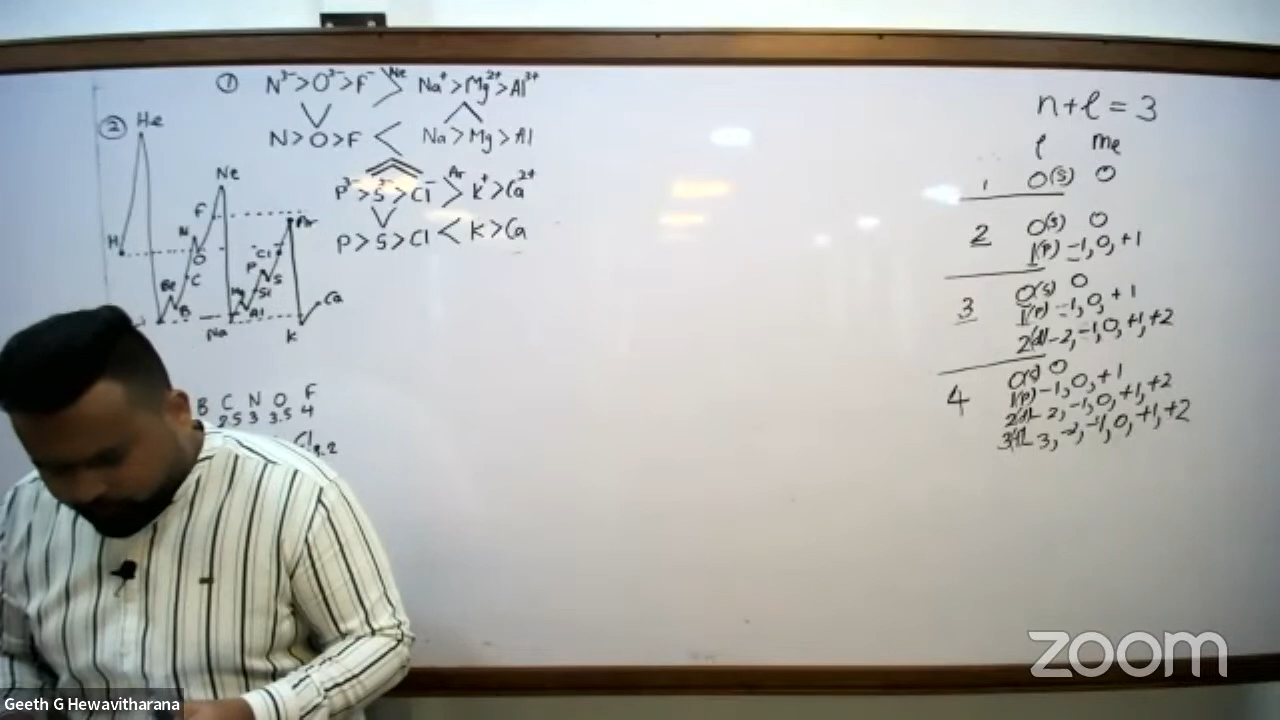 ① N³⁻>O²⁻>F⁻ > Ne Na⁺>Mg²⁺>Al³⁺
N>O>F < Na>Mg>Al
P³⁻>S²⁻>Cl⁻ > Ar K⁺>Ca²⁺
P>S>Cl < K>Ca
② He
Ne
F
Ar
H
N
O
Cl
C
P
S
Be
B
Mg
Si
Al
Ca
Na
K
B C N O F
2.5 3 3.5 4
Cl
3.2
n+l=3
l ml
1 0(s) 0
2 0(s) 0
1(p) -1, 0, +1
3 0(s) 0
1(p) -1, 0, +1
2(d) -2, -1, 0, +1, +2
4 0(s) 0
1(p) -1, 0, +1
2(d) -2, -1, 0, +1, +2
3(f) -3, -2, -1, 0, +1, +2
zoom
Geeth G Hewavitharana